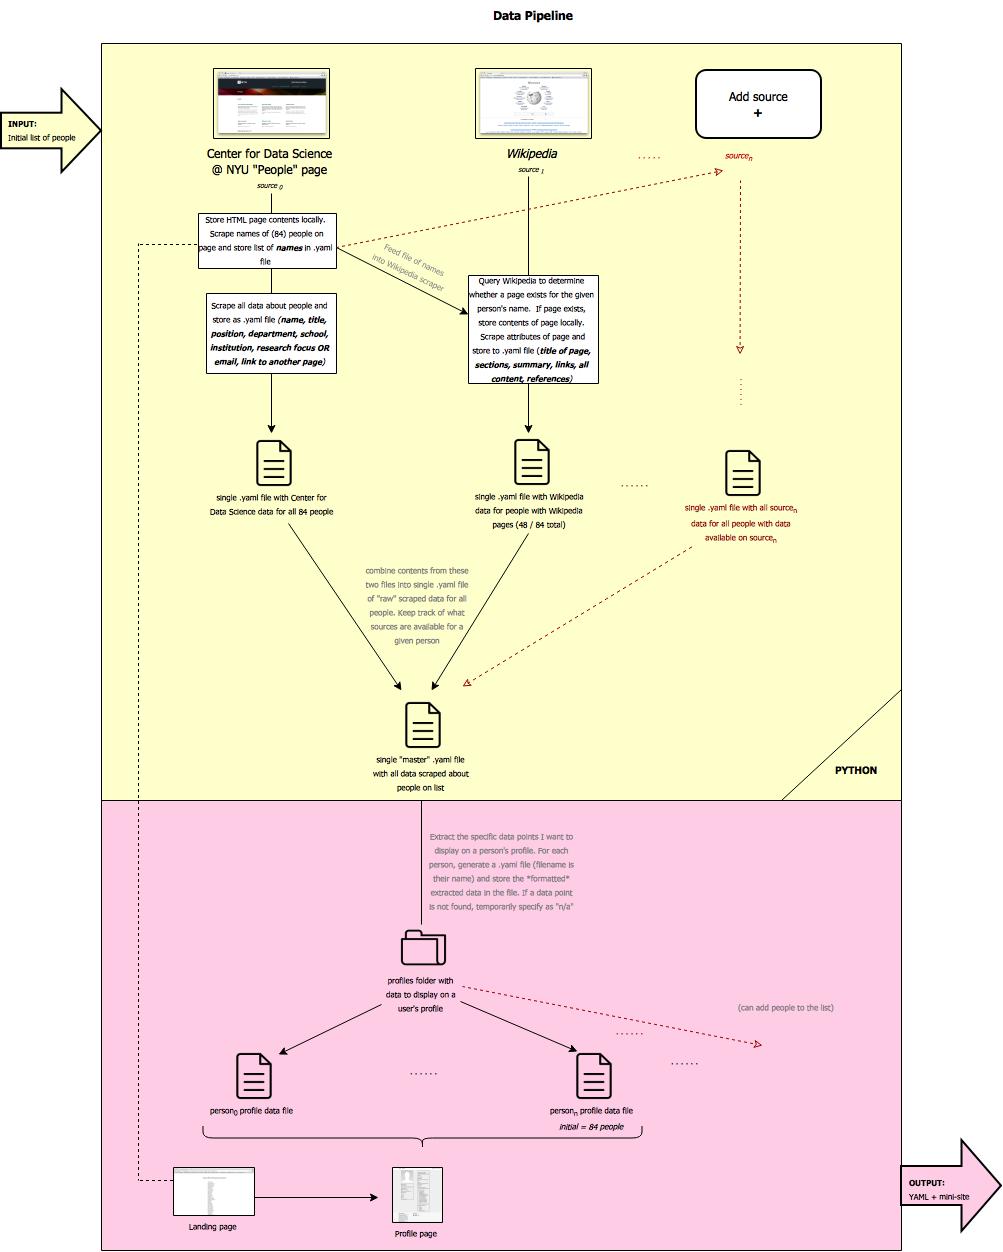 Data Pipeline
INPUT:
Initial list of people
Center for Data Science
@ NYU "People" page
source 0
Wikipedia
source 1
Add source
+
.....
sourcen
Store HTML page contents locally.
Scrape names of (84) people on
page and store list of names in .yaml
file
Feed file of names
into Wikipedia scraper
Scrape all data about people and
store as .yaml file (name, title,
position, department, school,
institution, research focus OR
email, link to another page)
Query Wikipedia to determine
whether a page exists for the given
person's name. If page exists,
store contents of page locally.
Scrape attributes of page and
store to .yaml file (title of page,
sections, summary, links, all
content, references)
single .yaml file with Center for
Data Science data for all 84 people
single .yaml file with Wikipedia
data for people with Wikipedia
pages (48 / 84 total)
......
single .yaml file with all sourcen
data for all people with data
available on sourcen
combine contents from these
two files into single .yaml file
of "raw" scraped data for all
people. Keep track of what
sources are available for a
given person
single "master" .yaml file
with all data scraped about
people on list
PYTHON
Extract the specific data points I want to
display on a person's profile. For each
person, generate a .yaml file (filename is
their name) and store the *formatted*
extracted data in the file. If a data point
is not found, temporarily specify as "n/a"
profiles folder with
data to display on a
user's profile
(can add people to the list)
......
......
......
person0 profile data file
personn profile data file
initial = 84 people
Landing page
Profile page
OUTPUT:
YAML + mini-site